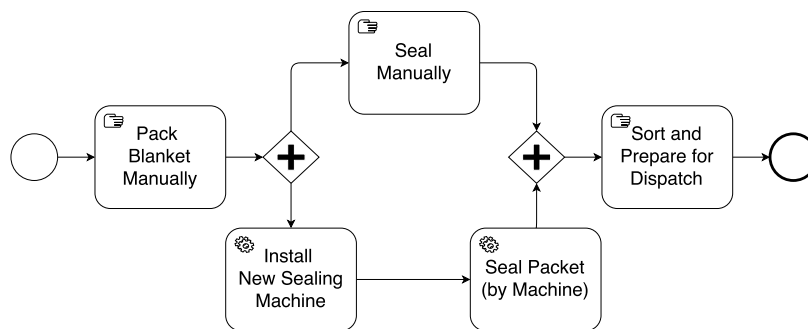 Seal
Manually
Pack
Blanket
Manually
Sort and
Prepare for
Dispatch
Install
New Sealing
Machine
Seal Packet
(by Machine)